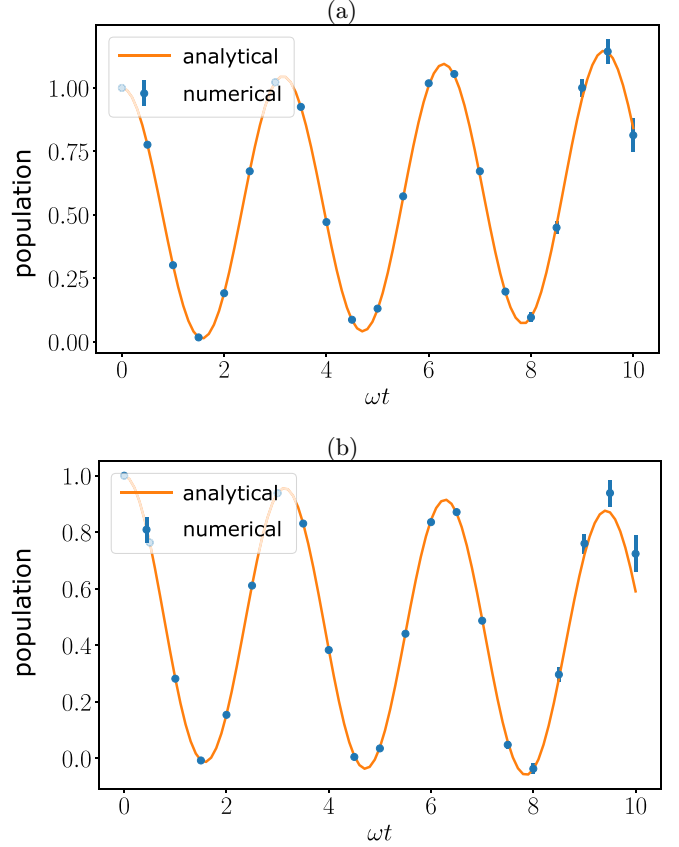 (a)
analytical
numerical
population
1.00
0.75
0.50
0.25
0.00
0 2 4 6 8 10
ωt
(b)
analytical
numerical
population
1.0
0.8
0.6
0.4
0.2
0.0
0 2 4 6 8 10
ωt